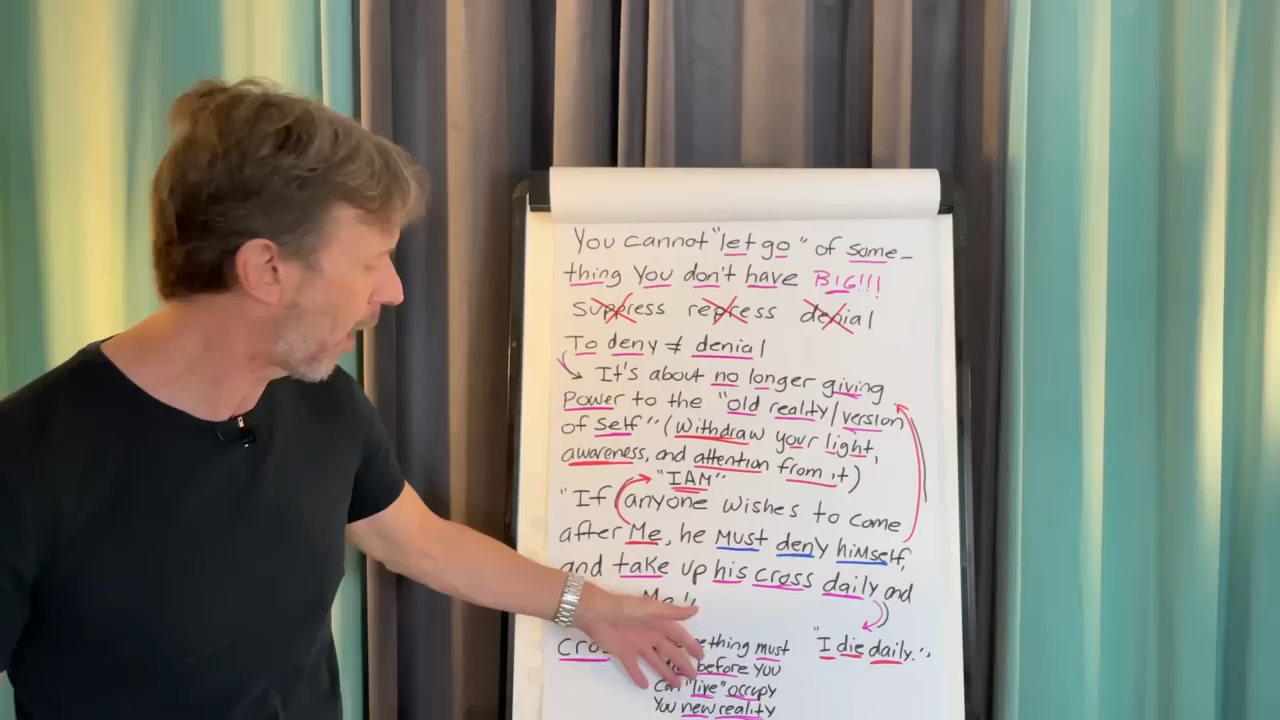 You cannot "let go" of some-
thing You don't have BIG!!!
suppress repress denial
To deny ≠ denial
It's about no longer giving
Power to the "old reality/version
of Self" (Withdraw your light,
awareness, and attention from it)
"IAM"
"If anyone wishes to come
after Me, he must deny himself,
and take up his cross daily and
Me"
"I die daily."
must
before You
Can "live" occupy
You new reality